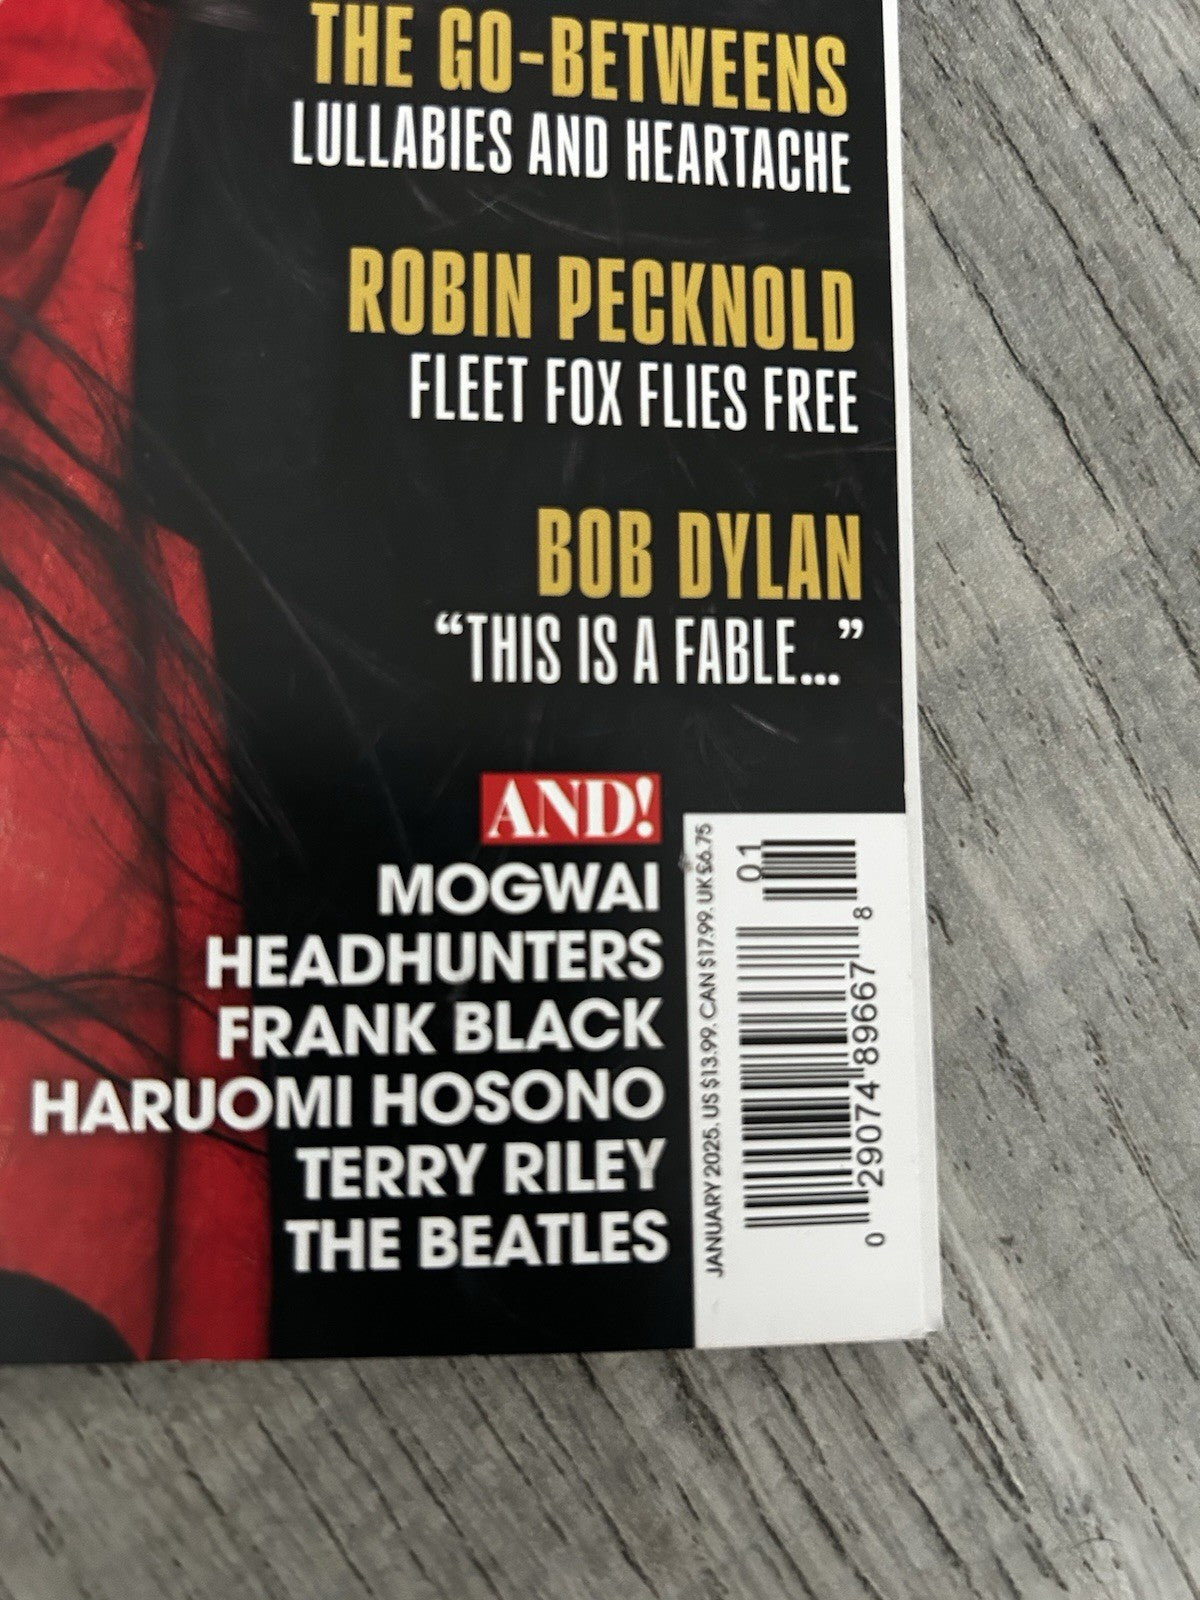 THE GO-BETWEENS
LULLABIES AND HEARTACHE
ROBIN PECKNOLD
FLEET FOX FLIES FREE
BOB DYLAN
“THIS IS A FABLE...”
AND!
MOGWAI
HEADHUNTERS
FRANK BLACK
HARUOMI HOSONO
TERRY RILEY
THE BEATLES
JANUARY 2025. US $13.99. CAN $17.99. UK £6.75
01
0 29074 89667 8